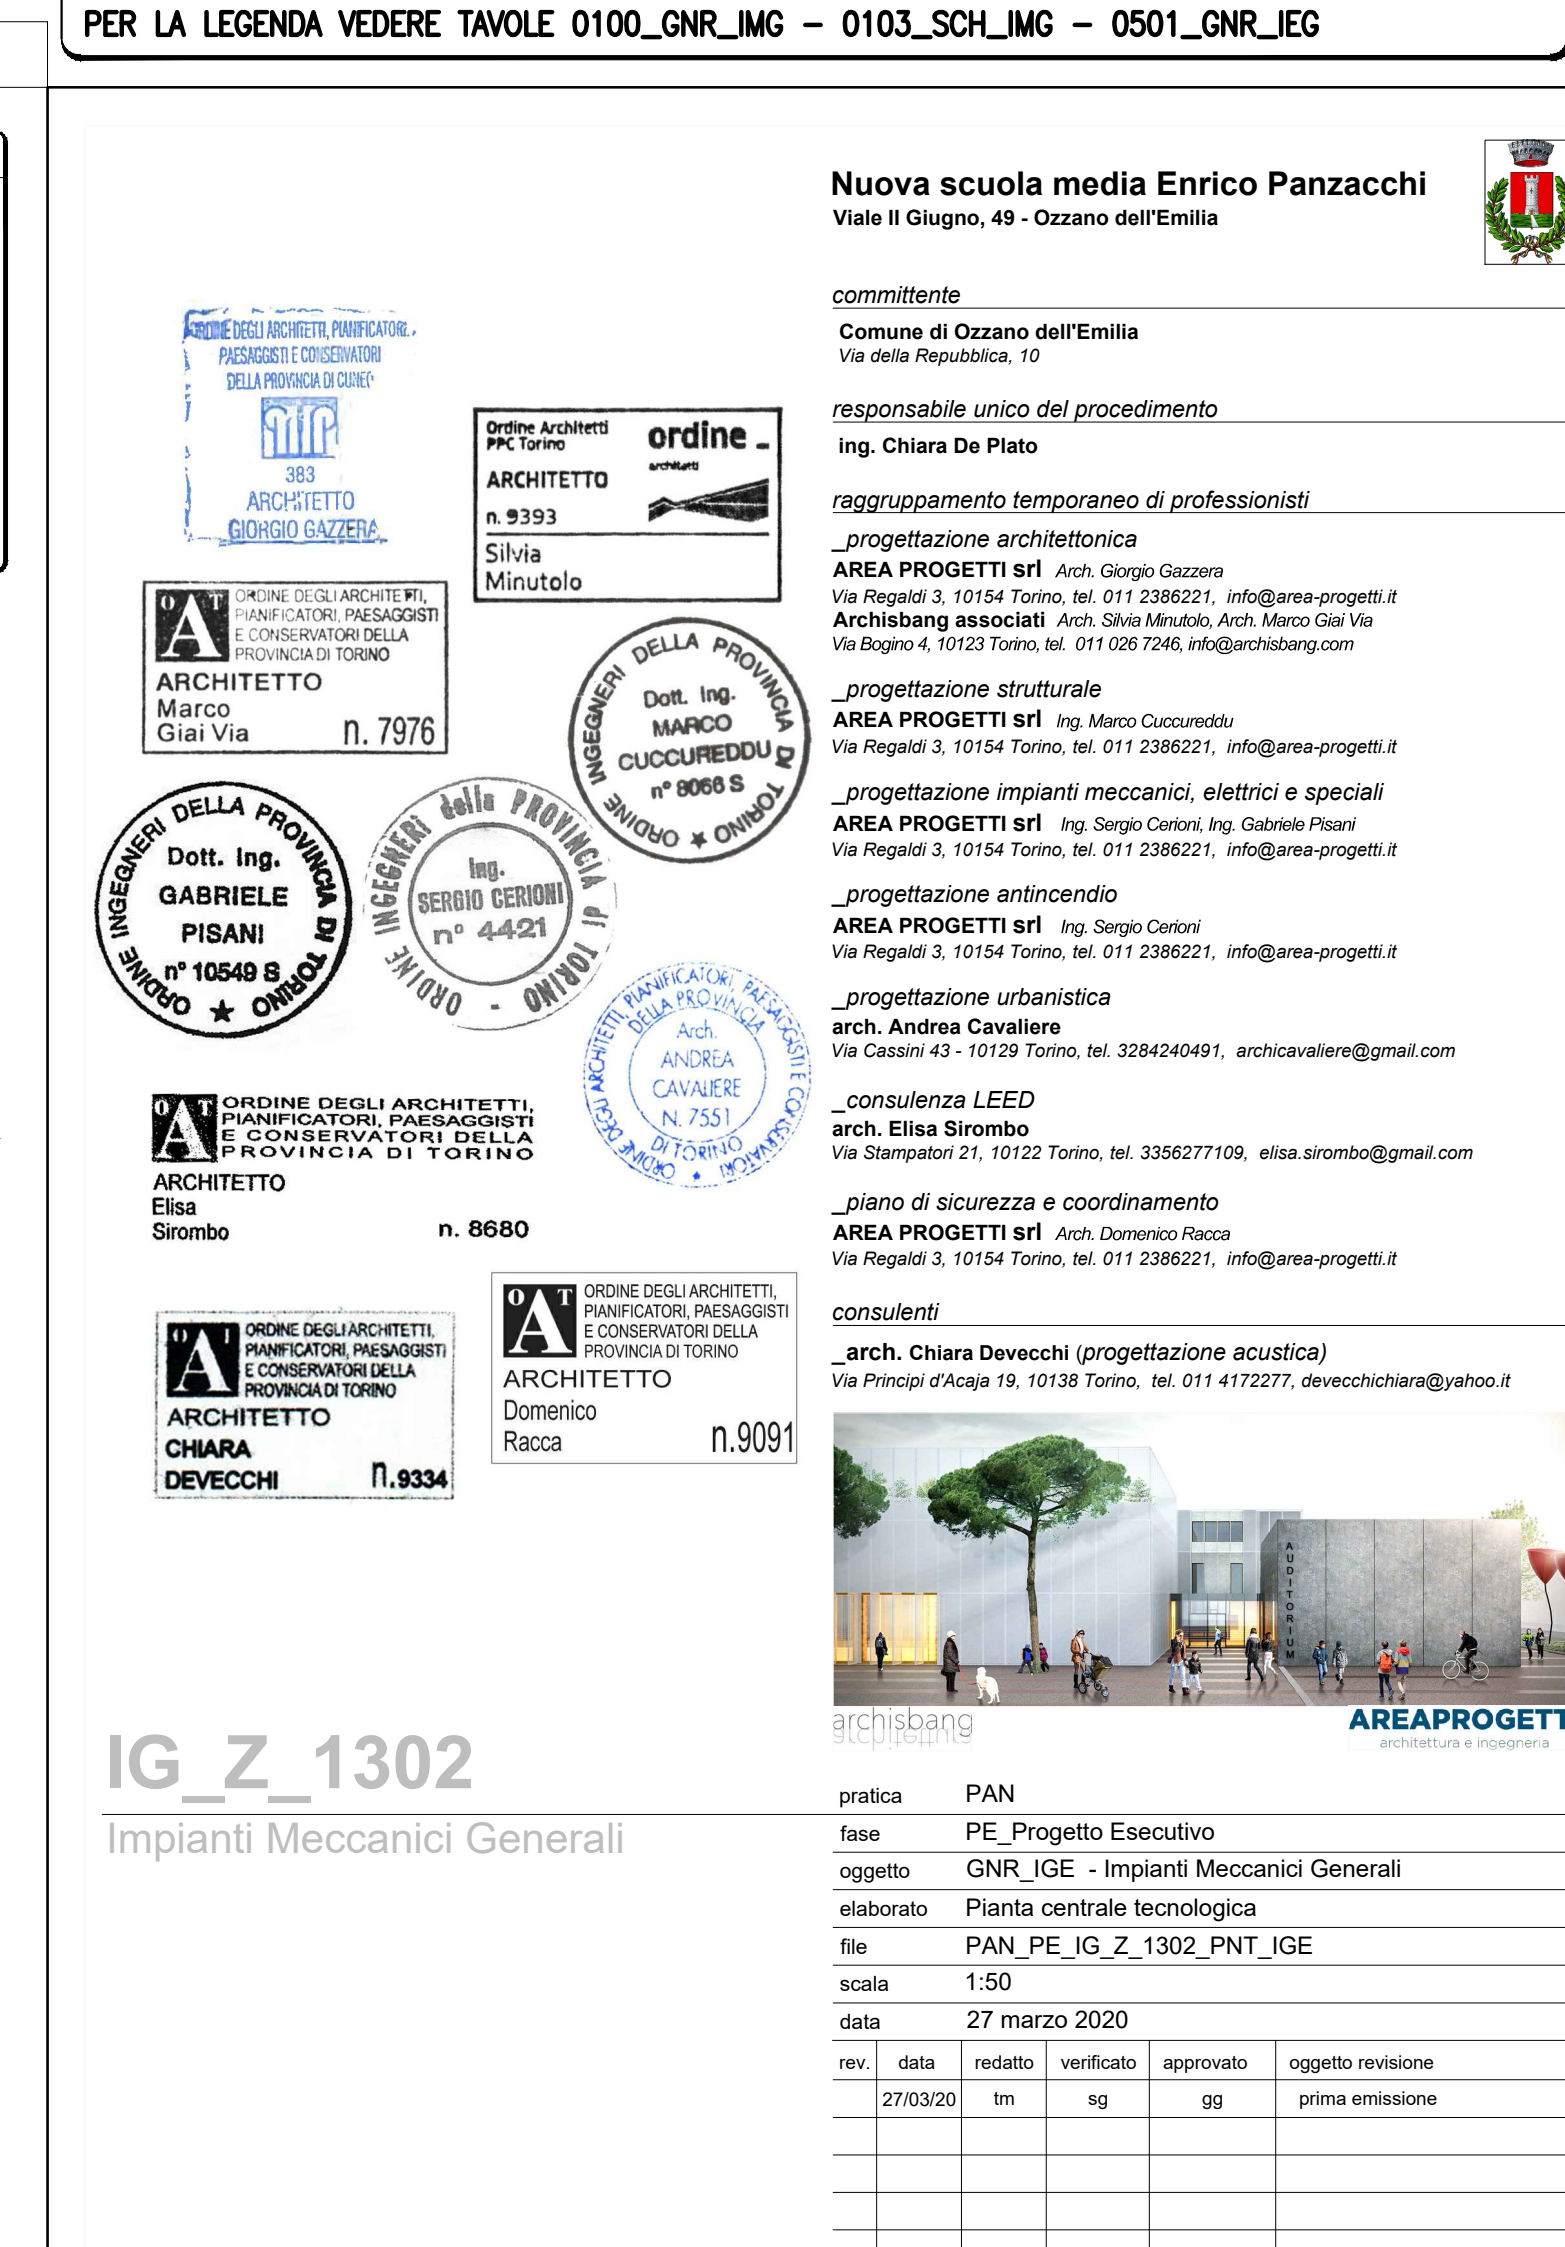 PER LA LEGENDA VEDERE TAVOLE 0100_GNR_IMG – 0103_SCH_IMG – 0501_GNR_IEG
Nuova scuola media Enrico Panzacchi
Viale II Giugno, 49 - Ozzano dell'Emilia
committente
Comune di Ozzano dell'Emilia
Via della Repubblica, 10
responsabile unico del procedimento
ing. Chiara De Plato
raggruppamento temporaneo di professionisti
_progettazione architettonica
AREA PROGETTI srl Arch. Giorgio Gazzera
Via Regaldi 3, 10154 Torino, tel. 011 2386221, info@area-progetti.it
Archisbang associati Arch. Silvia Minutolo, Arch. Marco Giai Via
Via Bogino 4, 10123 Torino, tel. 011 026 7246, info@archisbang.com
_progettazione strutturale
AREA PROGETTI srl Ing. Marco Cuccureddu
Via Regaldi 3, 10154 Torino, tel. 011 2386221, info@area-progetti.it
_progettazione impianti meccanici, elettrici e speciali
AREA PROGETTI srl Ing. Sergio Cerioni, Ing. Gabriele Pisani
Via Regaldi 3, 10154 Torino, tel. 011 2386221, info@area-progetti.it
_progettazione antincendio
AREA PROGETTI srl Ing. Sergio Cerioni
Via Regaldi 3, 10154 Torino, tel. 011 2386221, info@area-progetti.it
_progettazione urbanistica
arch. Andrea Cavaliere
Via Cassini 43 - 10129 Torino, tel. 3284240491, archicavaliere@gmail.com
_consulenza LEED
arch. Elisa Sirombo
Via Stampatori 21, 10122 Torino, tel. 3356277109, elisa.sirombo@gmail.com
_piano di sicurezza e coordinamento
AREA PROGETTI srl Arch. Domenico Racca
Via Regaldi 3, 10154 Torino, tel. 011 2386221, info@area-progetti.it
consulenti
_arch. Chiara Devecchi (progettazione acustica)
Via Principi d'Acaja 19, 10138 Torino, tel. 011 4172277, devecchichiara@yahoo.it
ORDINE DEGLI ARCHITETTI, PIANIFICATORI,
PAESAGGISTI E CONSERVATORI
DELLA PROVINCIA DI CUNEO
383
ARCHITETTO
GIORGIO GAZZERA
Ordine Architetti
PPC Torino
ordine _
architetti
ARCHITETTO
n. 9393
Silvia
Minutolo
O A T
ORDINE DEGLI ARCHITETTI,
PIANIFICATORI, PAESAGGISTI
E CONSERVATORI DELLA
PROVINCIA DI TORINO
ARCHITETTO
Marco
Giai Via n. 7976
ORDINE INGEGNERI DELLA PROVINCIA DI TORINO
Dott. Ing.
MARCO
CUCCUREDDU
n° 8066 S
ORDINE INGEGNERI DELLA PROVINCIA DI TORINO
Dott. Ing.
GABRIELE
PISANI
n° 10549 S
ORDINE INGEGNERI della PROVINCIA di TORINO
Ing.
SERGIO CERIONI
n° 4421
ORDINE DEGLI ARCHITETTI, PIANIFICATORI, PAESAGGISTI E CONSERVATORI
DELLA PROVINCIA
Arch.
ANDREA
CAVALIERE
N. 7551
DI TORINO
O A T
ORDINE DEGLI ARCHITETTI,
PIANIFICATORI, PAESAGGISTI
E CONSERVATORI DELLA
PROVINCIA DI TORINO
ARCHITETTO
Elisa
Sirombo n. 8680
O A T
ORDINE DEGLI ARCHITETTI,
PIANIFICATORI, PAESAGGISTI
E CONSERVATORI DELLA
PROVINCIA DI TORINO
ARCHITETTO
Domenico
Racca n.9091
ORDINE DEGLI ARCHITETTI,
PIANIFICATORI, PAESAGGISTI
E CONSERVATORI DELLA
PROVINCIA DI TORINO
ARCHITETTO
CHIARA
DEVECCHI n.9334
AUDITORIUM
archisbang
architetture
AREAPROGETT
architettura e ingegneria
IG_Z_1302
Impianti Meccanici Generali
pratica PAN
fase PE_Progetto Esecutivo
oggetto GNR_IGE - Impianti Meccanici Generali
elaborato Pianta centrale tecnologica
file PAN_PE_IG_Z_1302_PNT_IGE
scala 1:50
data 27 marzo 2020
rev. data redatto verificato approvato oggetto revisione
27/03/20 tm sg gg prima emissione